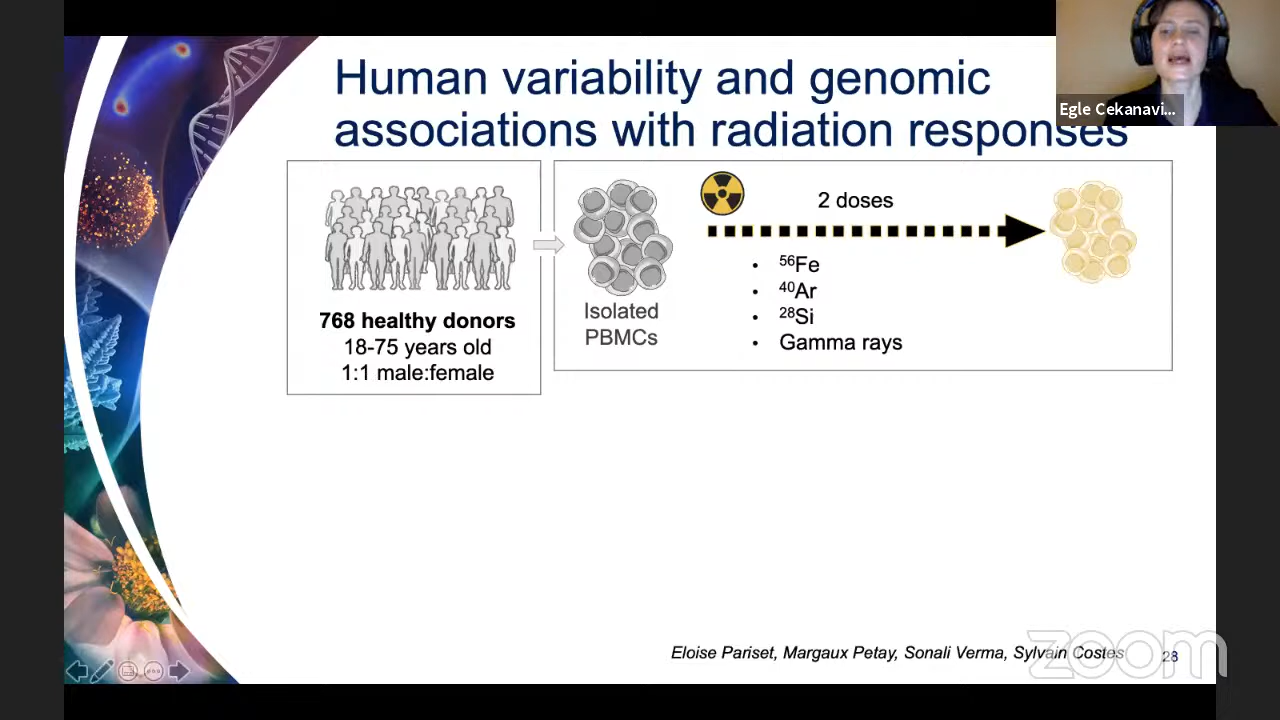 Human variability and genomic
associations with radiation responses
Egle Cekanavi...
768 healthy donors
18-75 years old
1:1 male:female
Isolated
PBMCs
2 doses
• ⁵⁶Fe
• ⁴⁰Ar
• ²⁸Si
• Gamma rays
Eloise Pariset, Margaux Petay, Sonali Verma, Sylvain Costes
28
zoom